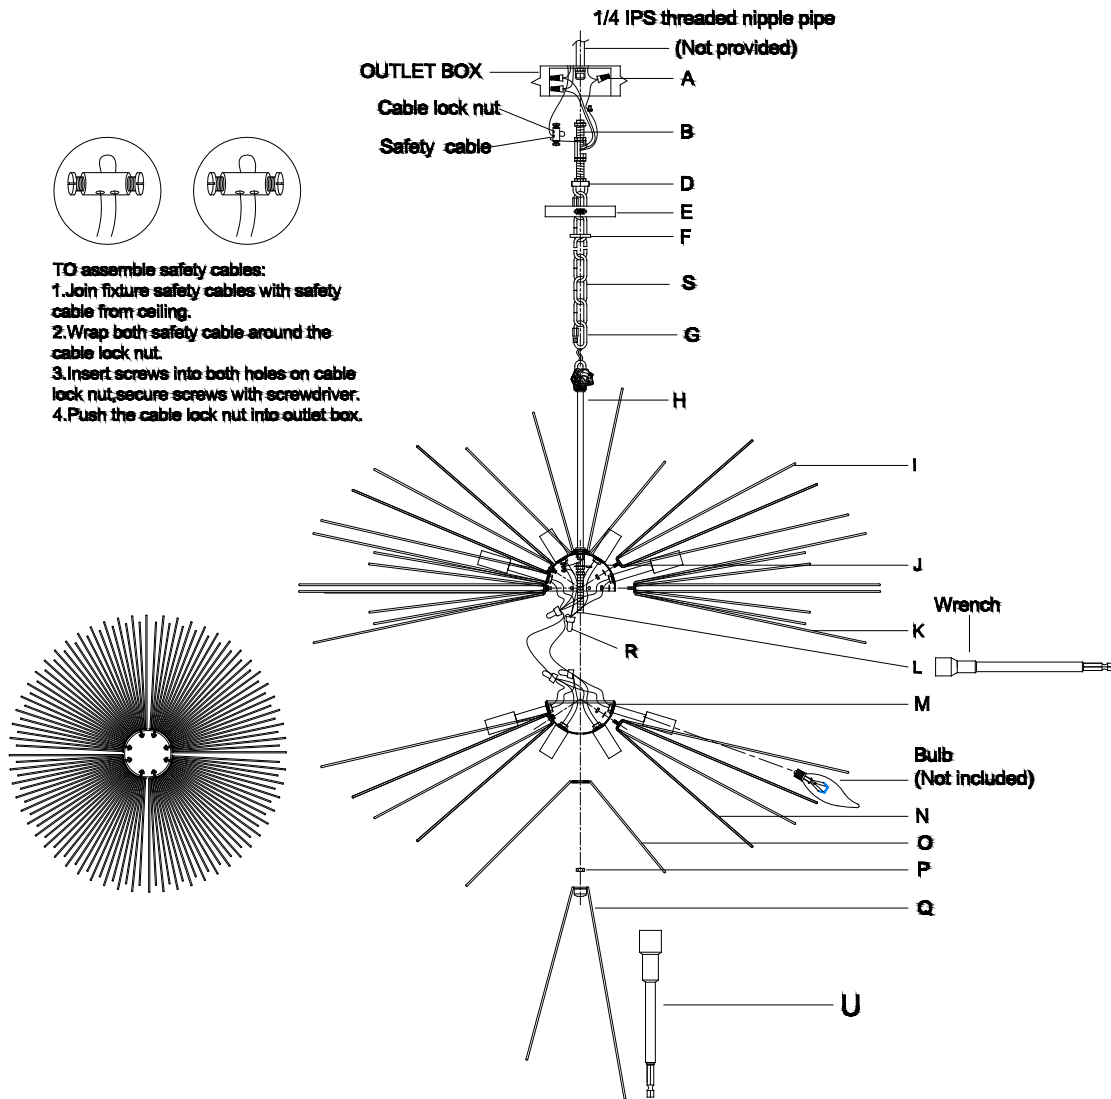 1/4 IPS threaded nipple pipe
(Not provided)
OUTLET BOX
A
Cable lock nut
B
Safety cable
D
E
F
S
G
H
TO assemble safety cables:
1.Join fixture safety cables with safety
cable from ceiling.
2.Wrap both safety cable around the
cable lock nut.
3.Insert screws into both holes on cable
lock nut,secure screws with screwdriver.
4.Push the cable lock nut into outlet box.
I
J
Wrench
K
R
L
M
Bulb
(Not included)
N
O
P
Q
U